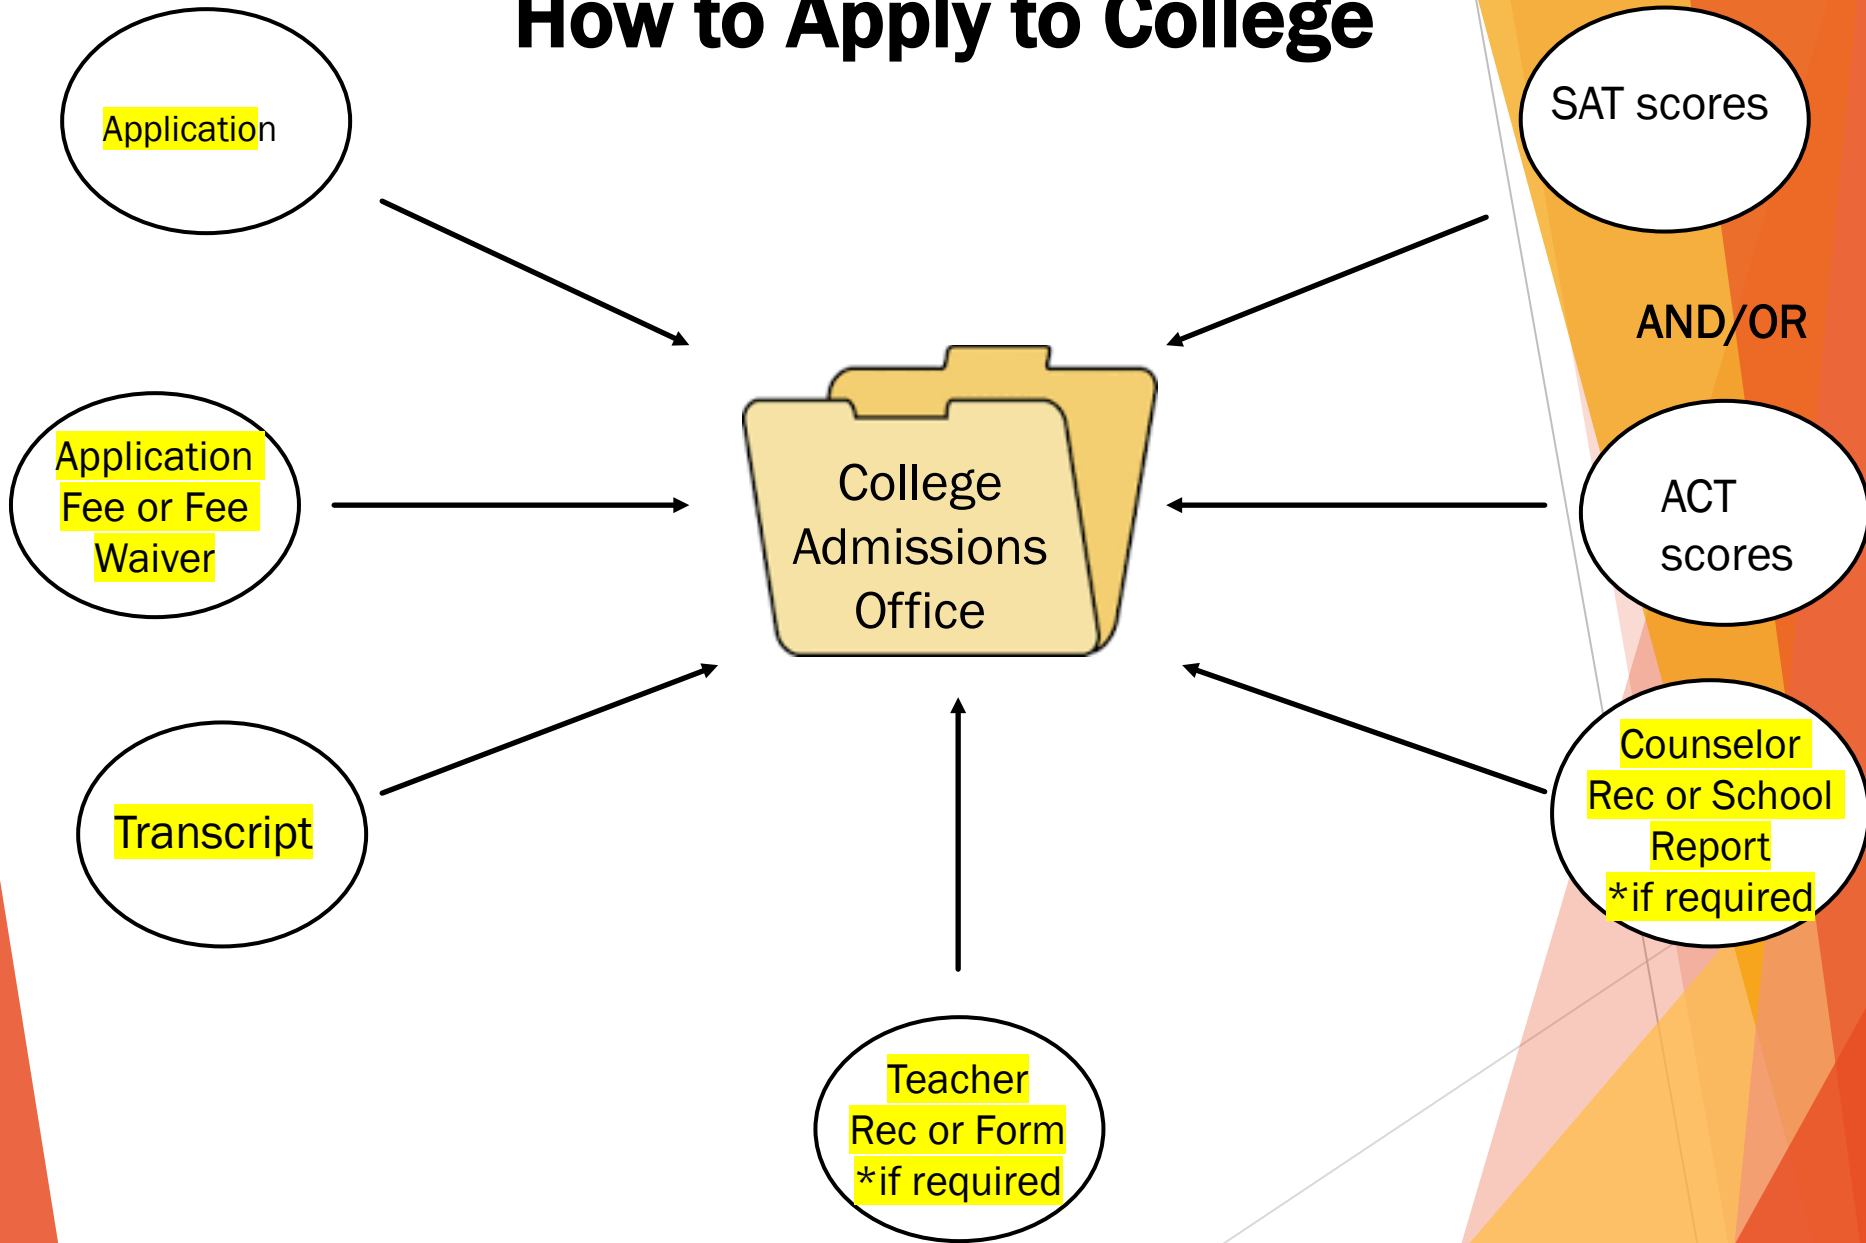 How to Apply to College
Application
SAT scores
AND/OR
Application
Fee or Fee
Waiver
College
Admissions
Office
ACT
scores
Transcript
Counselor
Rec or School
Report
*if required
Teacher
Rec or Form
*if required